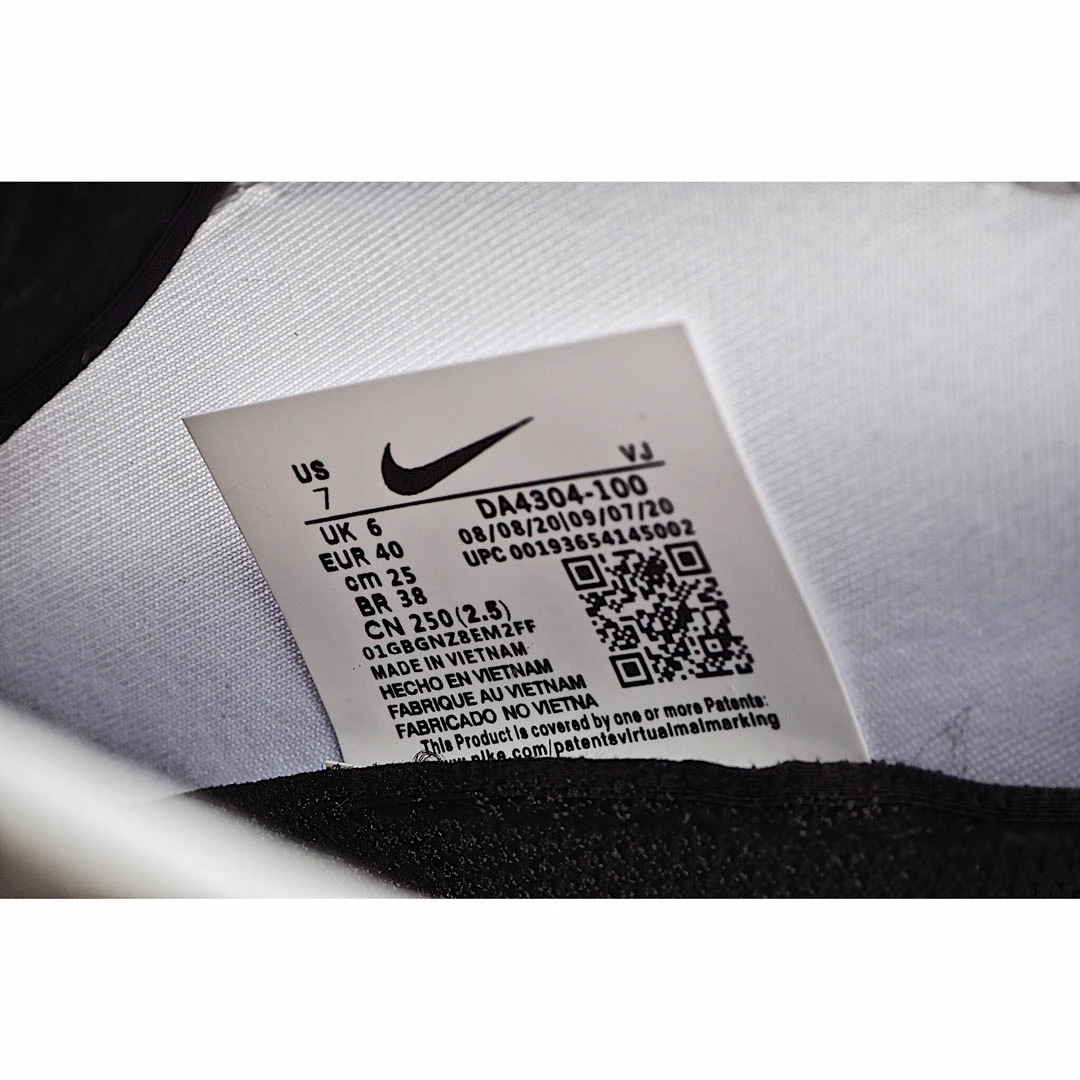 US
7
VJ
UK 6
EUR 40
cm 25
BR 38
CN 250 (2.5)
DA4304-100
08/08/20|09/07/20
UPC 00193654145002
01GBGNZ8EM2FF
MADE IN VIETNAM
HECHO EN VIETNAM
FABRIQUE AU VIETNAM
FABRICADO NO VIETNA
This Product is covered by one or more Patents:
.nike.com/patentsvirtualmalmarking